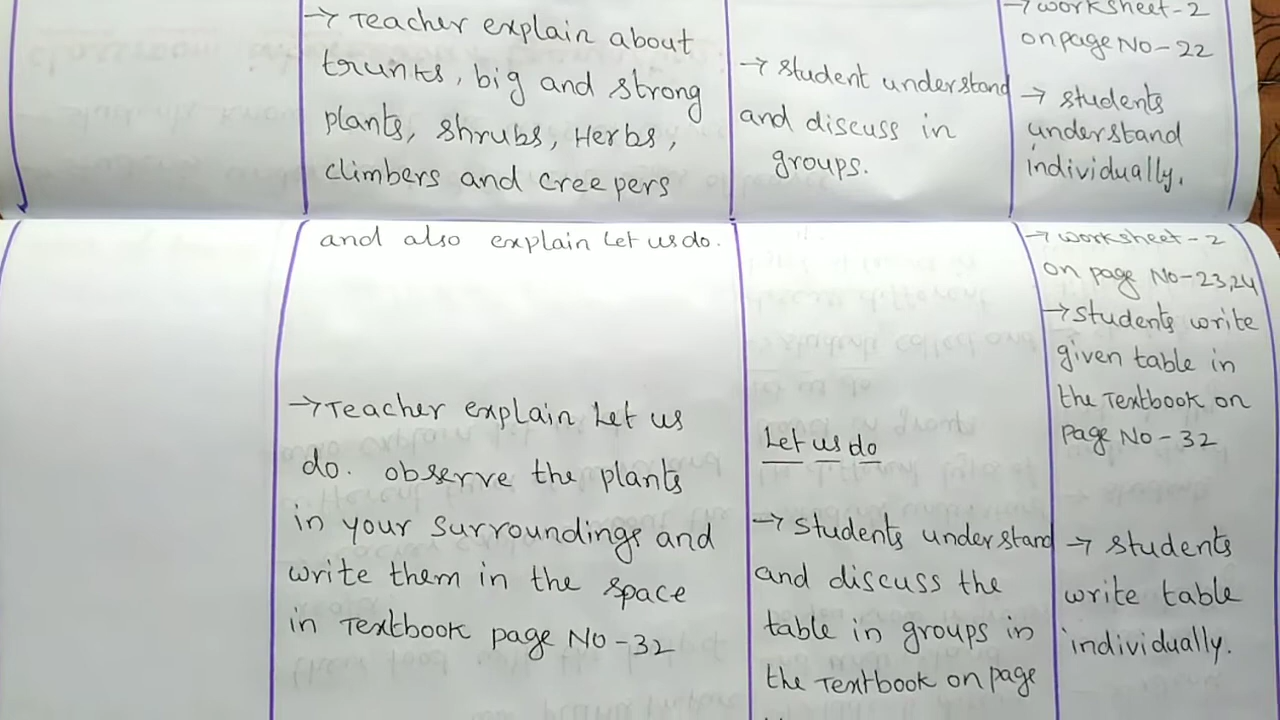 → Teacher explain about
trunks, big and strong
plants, shrubs, Herbs,
climbers and creepers
→ student understand
and discuss in
groups.
→ worksheet-2
on page No-22
→ students
understand
individually.
and also explain Let us do.
→ Teacher explain Let us
do. observe the plants
in your surroundings and
write them in the space
in Textbook page No-32
Let us do
→ students understand
and discuss the
table in groups in
the Textbook on page
→ worksheet-2
on page No-23,24
→ students write
given table in
the Textbook on
page No-32
→ students
write table
individually.